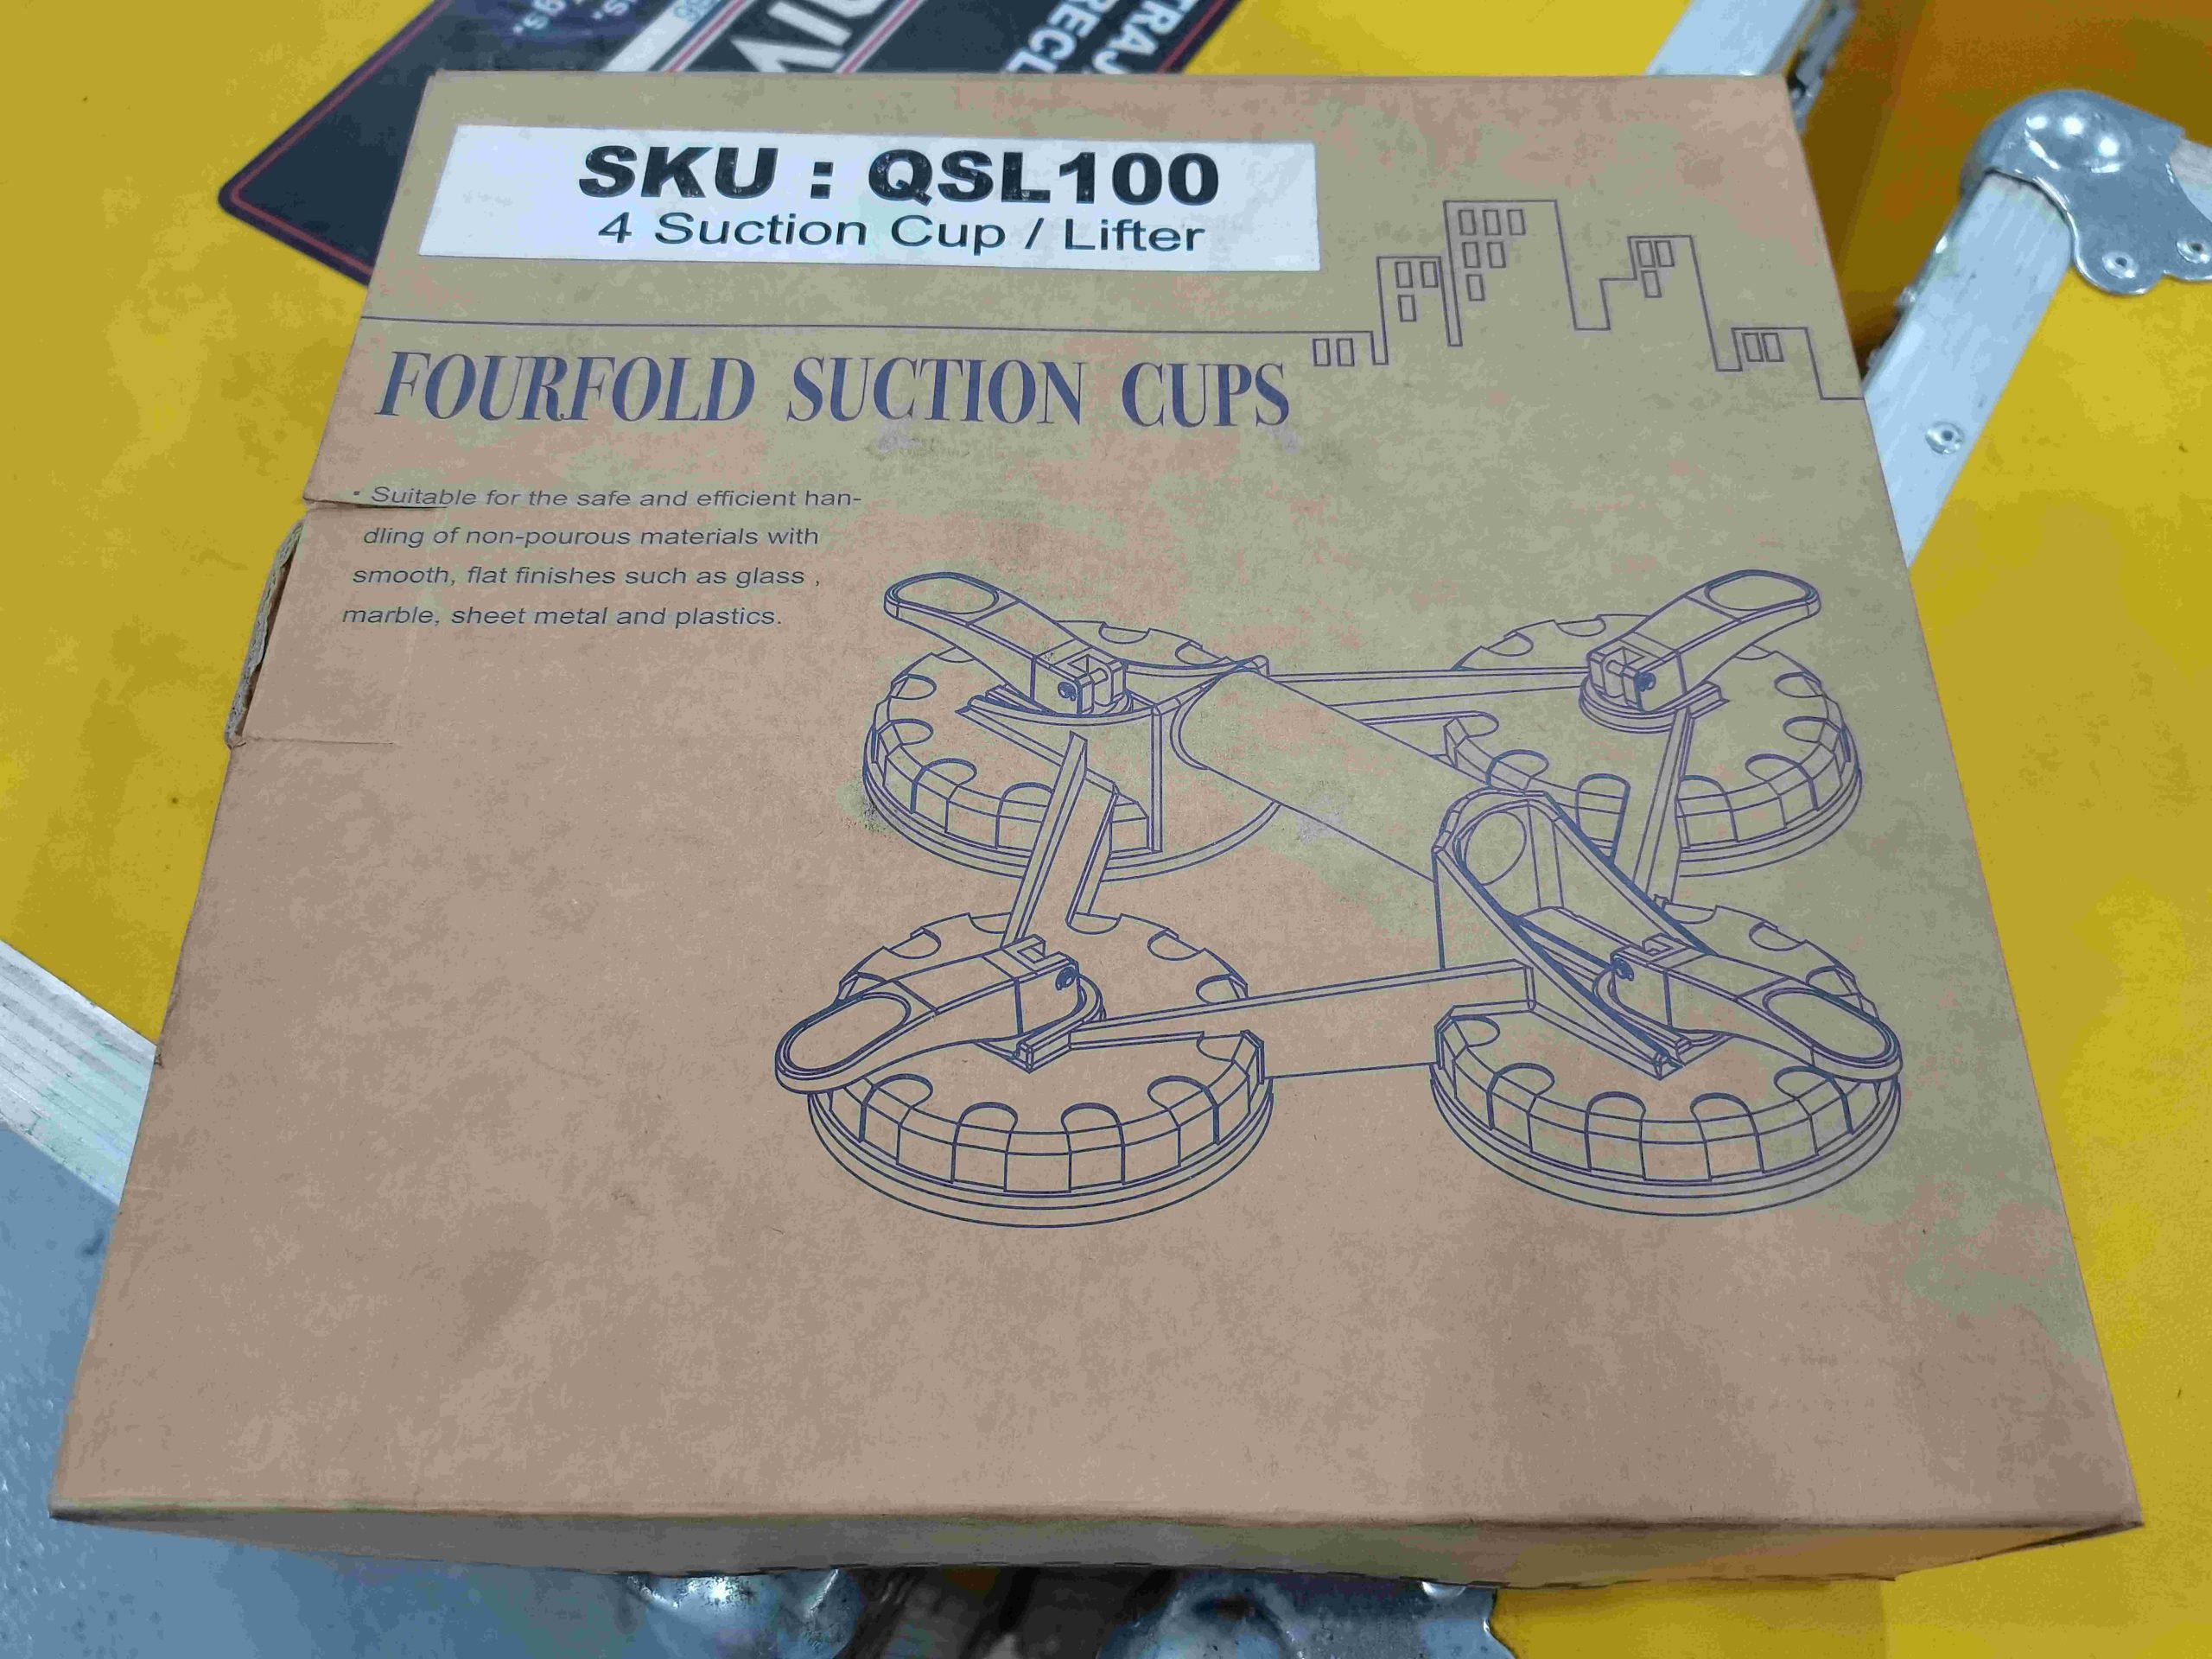 SKU : QSL100
4 Suction Cup / Lifter
FOURFOLD SUCTION CUPS
· Suitable for the safe and efficient han-
dling of non-pourous materials with
smooth, flat finishes such as glass ,
marble, sheet metal and plastics.